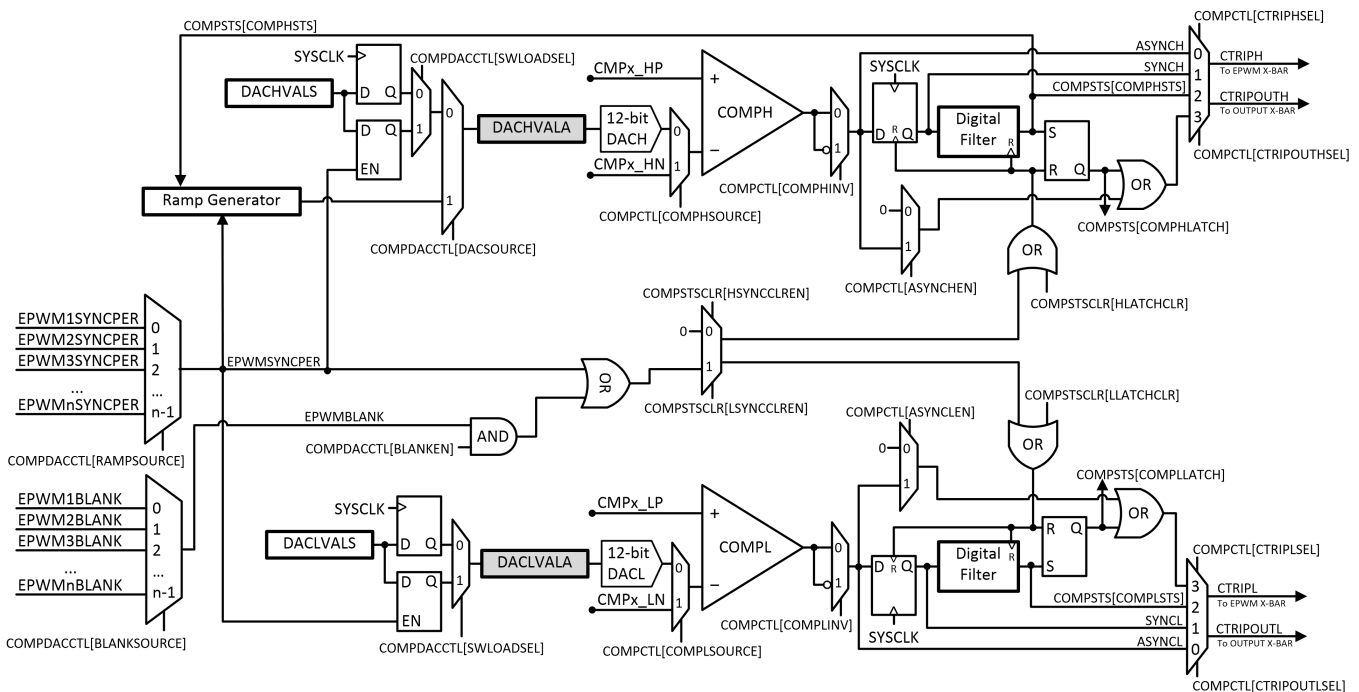 COMPSTS[COMPHSTS]
COMPCTL[CTRIPHSEL]
SYSCLK
COMPDACCTL[SWLOADSEL]
DACHVALS
D Q
0
1
D Q
EN
0
1
Ramp Generator
COMPDACCTL[DACSOURCE]
DACHVALA
CMPx_HP
12-bit
DACH
CMPx_HN
0
1
COMPCTL[COMPHSOURCE]
+
COMPH
−
0
1
COMPCTL[COMPHINV]
SYSCLK
D Q
R
Digital
Filter
R
S
R
Q
OR
COMPSTS[COMPHLATCH]
ASYNCH
SYNCH
COMPSTS[COMPHSTS]
0
1
2
3
CTRIPH
To EPWM X-BAR
CTRIPOUTH
To OUTPUT X-BAR
COMPCTL[CTRIPOUTHSEL]
0
0
1
COMPCTL[ASYNCHEN]
OR
COMPSTSCLR[HLATCHCLR]
EPWM1SYNCPER
EPWM2SYNCPER
EPWM3SYNCPER
...
EPWMnSYNCPER
0
1
2
...
n-1
COMPDACCTL[RAMPSOURCE]
EPWMSYNCPER
EPWMBLANK
COMPDACCTL[BLANKEN]
AND
OR
COMPSTSCLR[HSYNCCLREN]
0
0
1
COMPSTSCLR[LSYNCCLREN]
EPWM1BLANK
EPWM2BLANK
EPWM3BLANK
...
EPWMnBLANK
0
1
2
...
n-1
COMPDACCTL[BLANKSOURCE]
SYSCLK
DACLVALS
D Q
D Q
EN
0
1
COMPDACCTL[SWLOADSEL]
DACLVALA
CMPx_LP
12-bit
DACL
CMPx_LN
0
1
COMPCTL[COMPLSOURCE]
+
COMPL
−
0
1
COMPCTL[COMPLINV]
COMPCTL[ASYNCLEN]
0
0
1
COMPSTSCLR[LLATCHCLR]
OR
D Q
R
SYSCLK
Digital
Filter
R
R
S
Q
COMPSTS[COMPLLATCH]
OR
COMPCTL[CTRIPLSEL]
COMPSTS[COMPLSTS]
SYNCL
ASYNCL
3
2
1
0
CTRIPL
To EPWM X-BAR
CTRIPOUTL
To OUTPUT X-BAR
COMPCTL[CTRIPOUTLSEL]